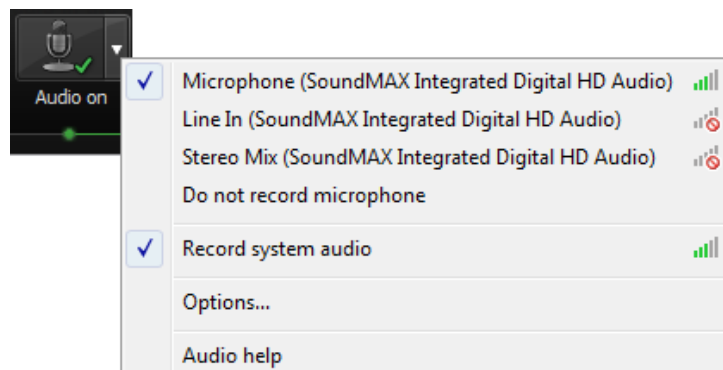 Audio on
Microphone (SoundMAX Integrated Digital HD Audio)
Line In (SoundMAX Integrated Digital HD Audio)
Stereo Mix (SoundMAX Integrated Digital HD Audio)
Do not record microphone
Record system audio
Options...
Audio help